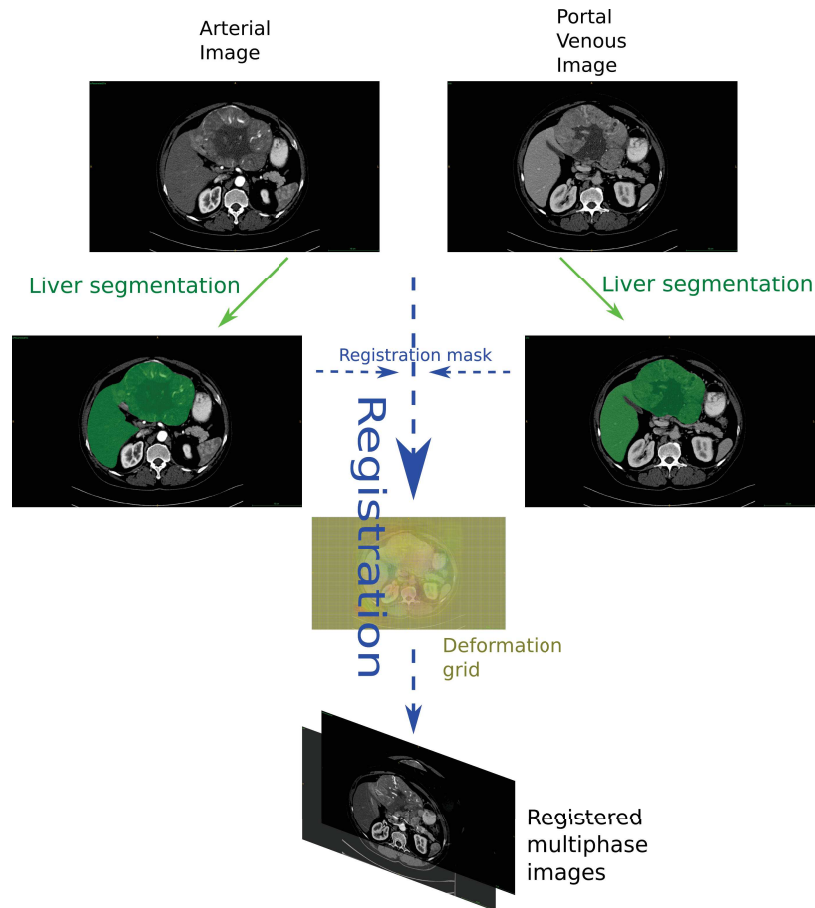 Arterial
Image
Portal
Venous
Image
Liver segmentation
Liver segmentation
Registration mask
Registration
Deformation
grid
Registered
multiphase
images